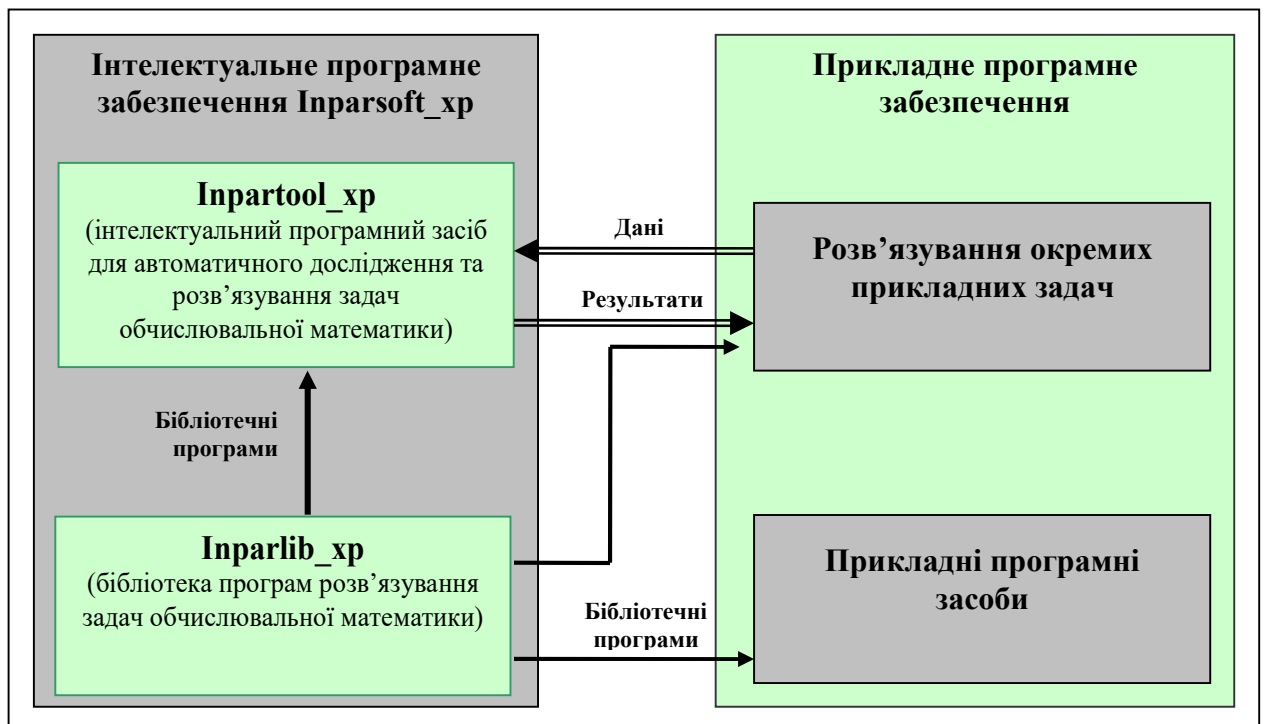 Інтелектуальне програмне
забезпечення Inparsoft_xp
Inpartool_xp
(інтелектуальний програмний засіб
для автоматичного дослідження та
розв'язування задач
обчислювальної математики)
Бібліотечні
програми
Inparlib_xp
(бібліотека програм розв'язування
задач обчислювальної математики)
Дані
Результати
Бібліотечні
програми
Прикладне програмне
забезпечення
Розв'язування окремих
прикладних задач
Прикладні програмні
засоби